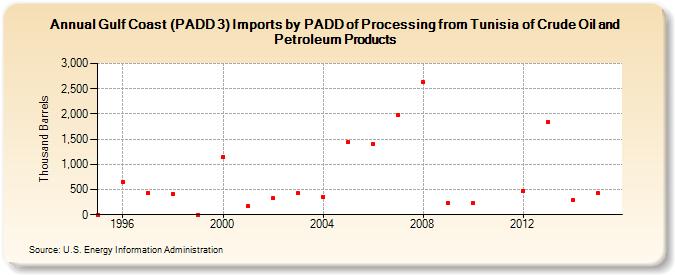 Annual Gulf Coast (PADD 3) Imports by PADD of Processing from Tunisia of Crude Oil and
Petroleum Products
Thousand Barrels
3,000
2,500
2,000
1,500
1,000
500
0
1996 2000 2004 2008 2012
Source: U.S. Energy Information Administration